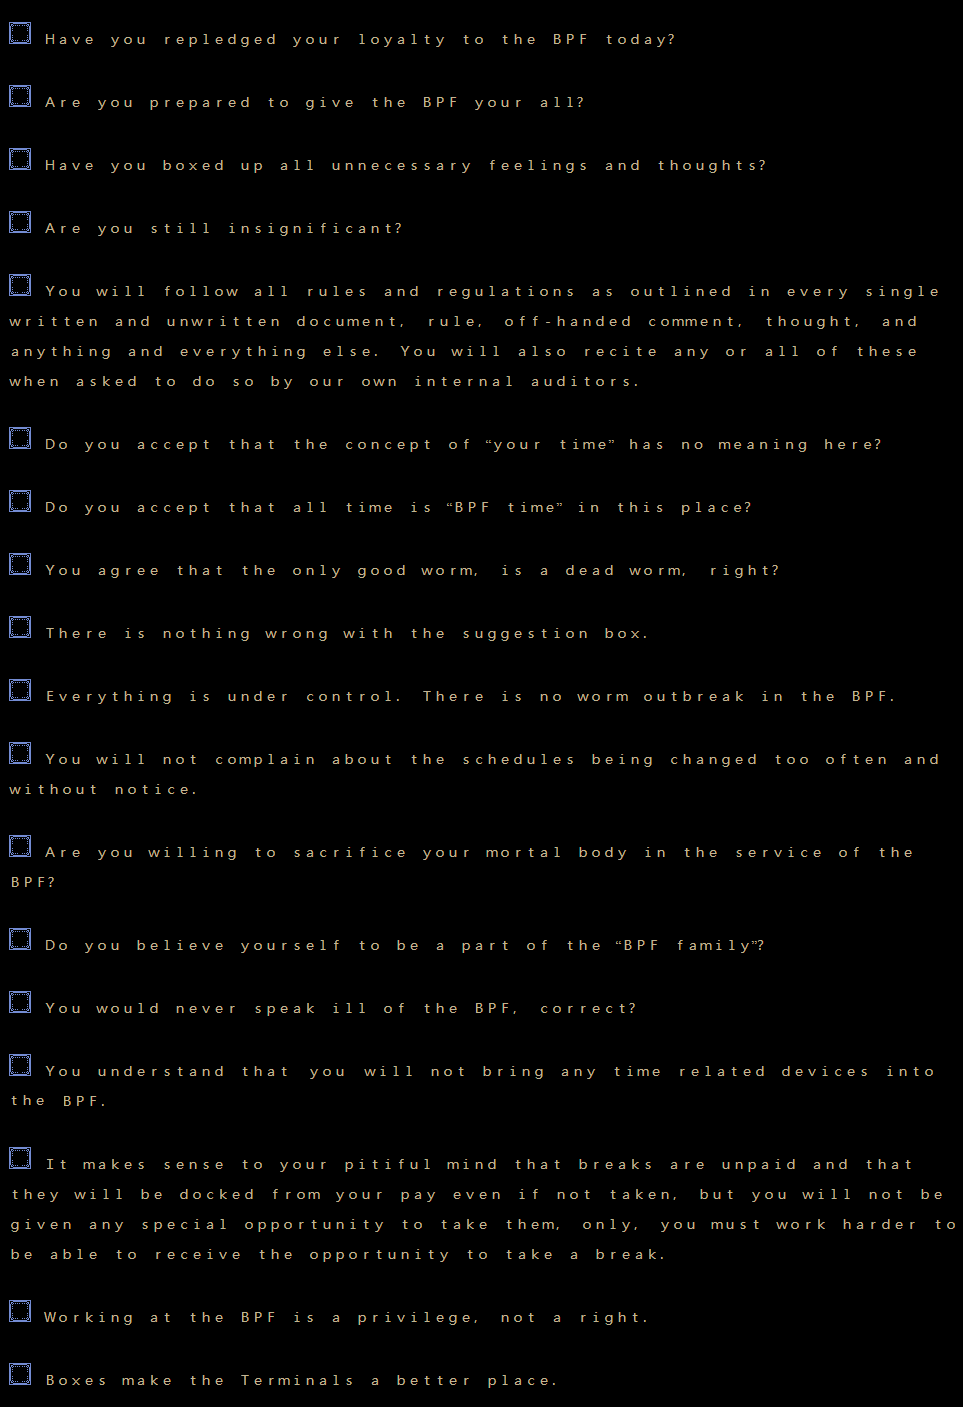 Have you repledged your loyalty to the BPF today?
Are you prepared to give the BPF your all?
Have you boxed up all unnecessary feelings and thoughts?
Are you still insignificant?
You will follow all rules and regulations as outlined in every single
written and unwritten document, rule, off-handed comment, thought, and
anything and everything else. You will also recite any or all of these
when asked to do so by our own internal auditors.
Do you accept that the concept of “your time” has no meaning here?
Do you accept that all time is “BPF time” in this place?
You agree that the only good worm, is a dead worm, right?
There is nothing wrong with the suggestion box.
Everything is under control. There is no worm outbreak in the BPF.
You will not complain about the schedules being changed too often and
without notice.
Are you willing to sacrifice your mortal body in the service of the
BPF?
Do you believe yourself to be a part of the “BPF family”?
You would never speak ill of the BPF, correct?
You understand that you will not bring any time related devices into
the BPF.
It makes sense to your pitiful mind that breaks are unpaid and that
they will be docked from your pay even if not taken, but you will not be
given any special opportunity to take them, only, you must work harder to
be able to receive the opportunity to take a break.
Working at the BPF is a privilege, not a right.
Boxes make the Terminals a better place.